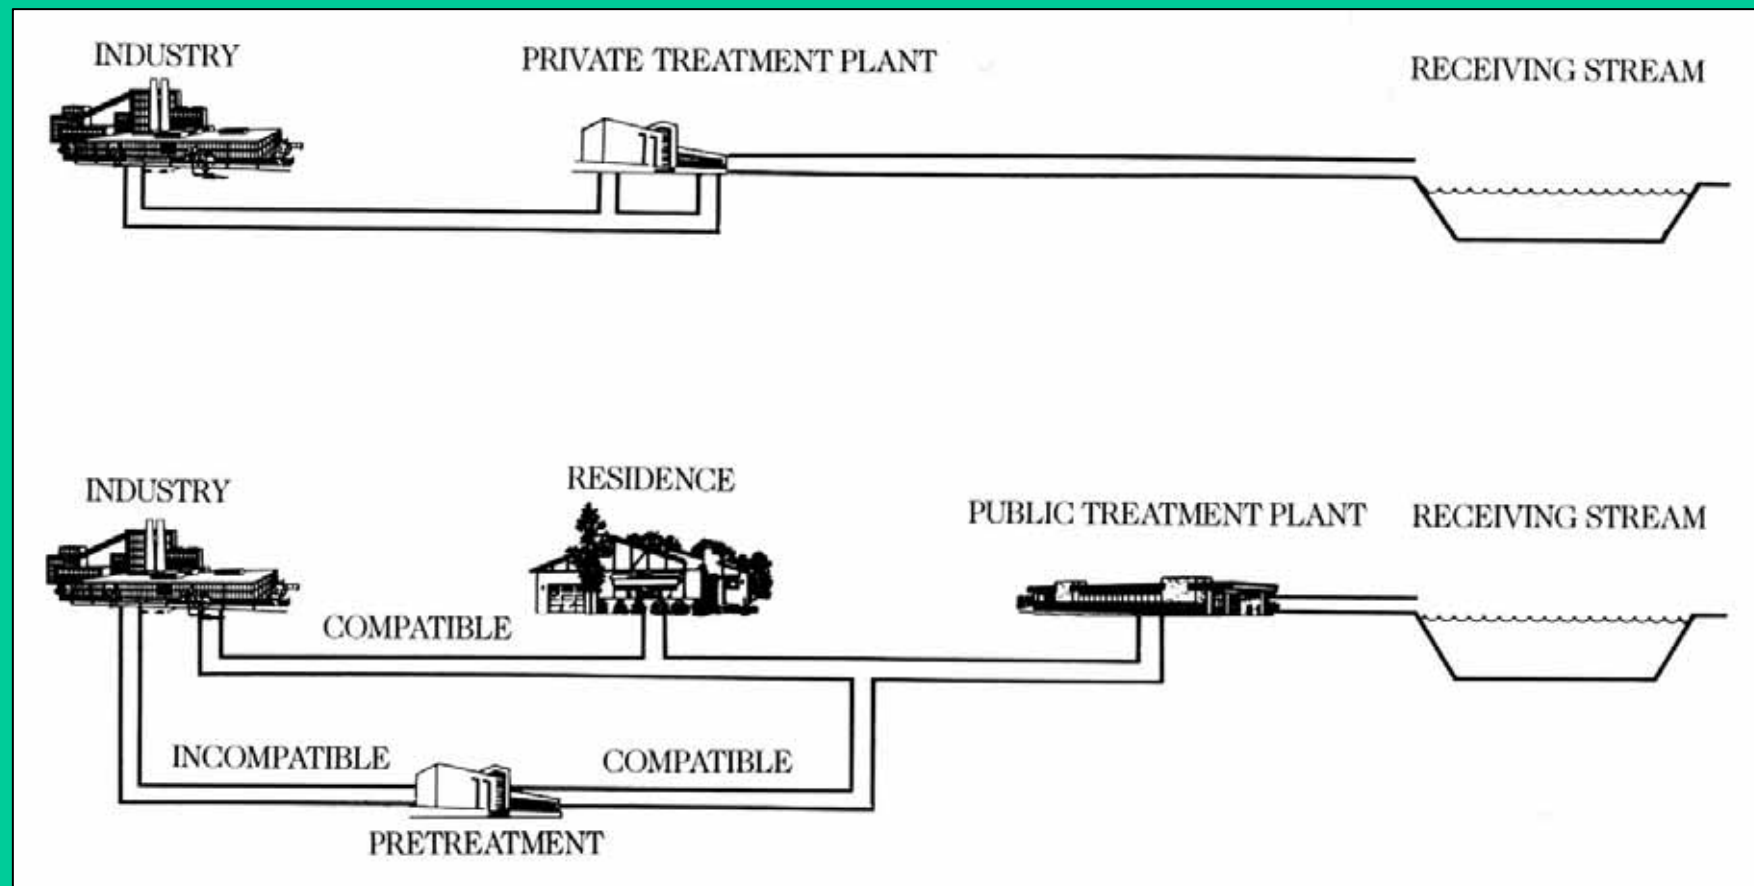 INDUSTRY
PRIVATE TREATMENT PLANT
RECEIVING STREAM
INDUSTRY
RESIDENCE
PUBLIC TREATMENT PLANT
RECEIVING STREAM
COMPATIBLE
INCOMPATIBLE
COMPATIBLE
PRETREATMENT